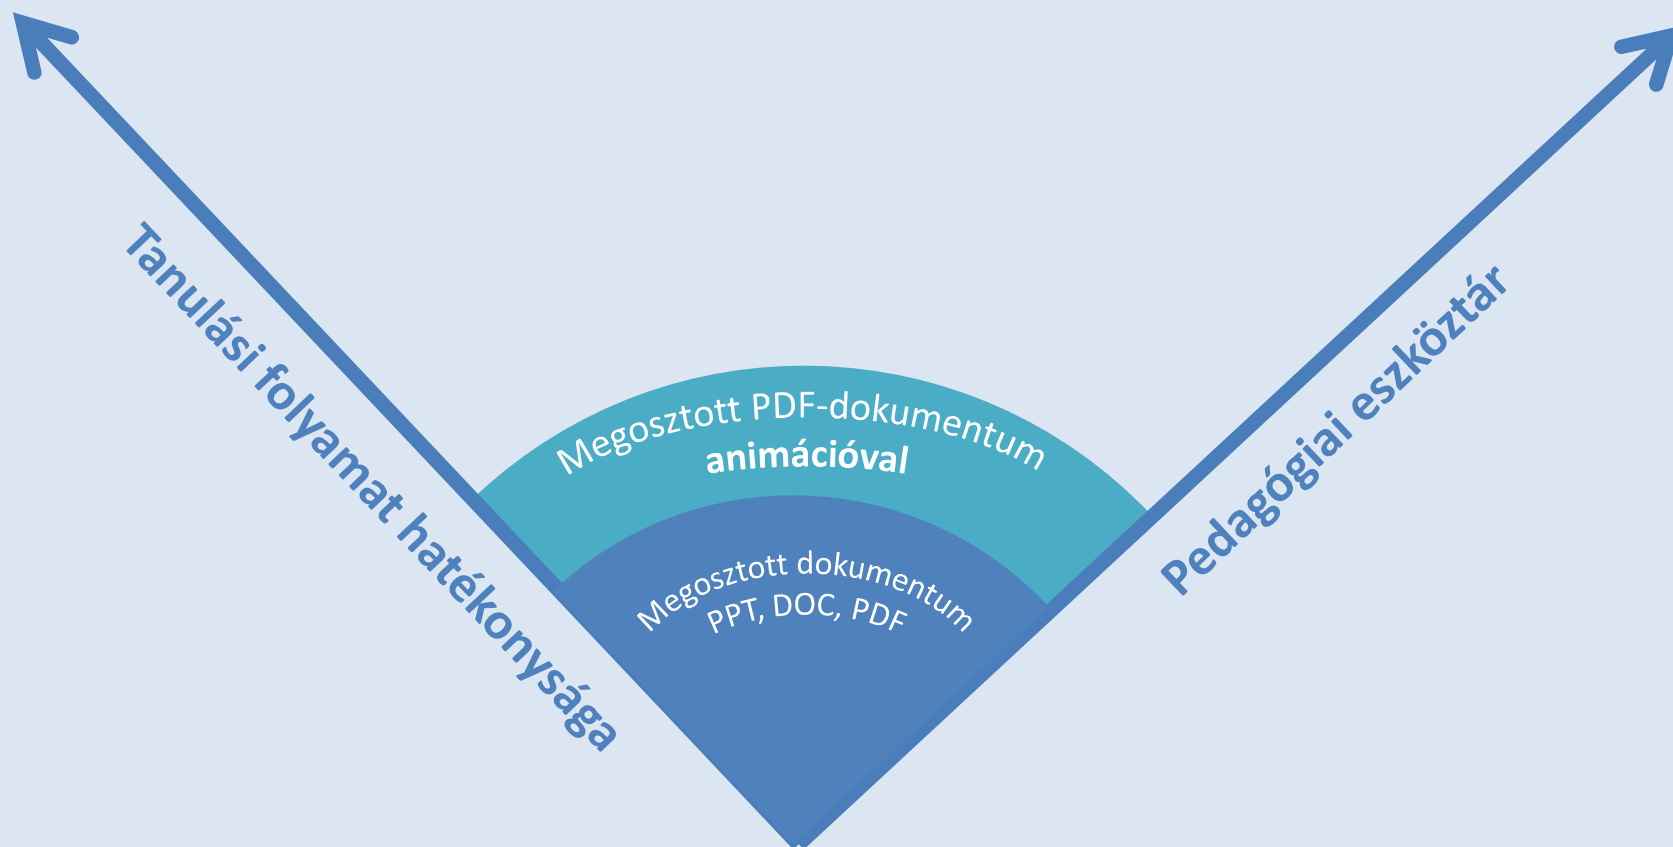 Tanulási folyamat hatékonysága
Pedagógiai eszköztár
Megosztott PDF-dokumentum
animációval
Megosztott dokumentum
PPT, DOC, PDF